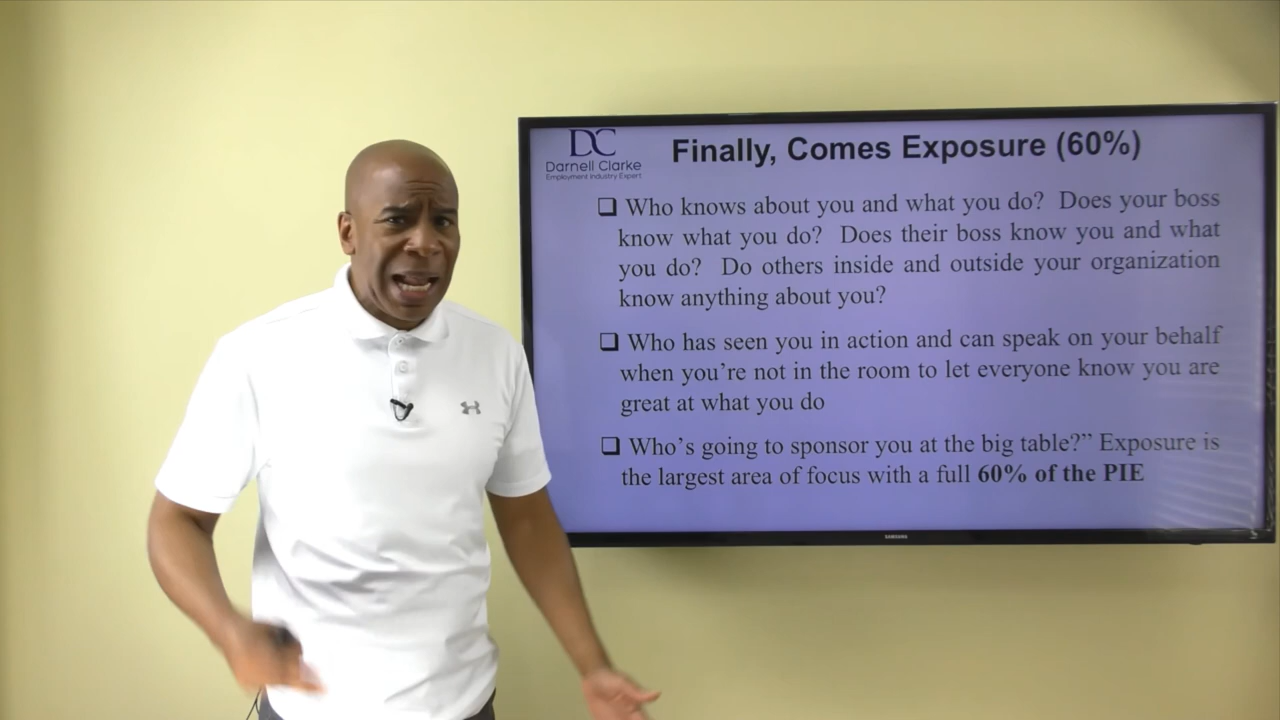 DC
Darnell Clarke
Employment Industry Expert
Finally, Comes Exposure (60%)
❑ Who knows about you and what you do? Does your boss
know what you do? Does their boss know you and what
you do? Do others inside and outside your organization
know anything about you?
❑ Who has seen you in action and can speak on your behalf
when you’re not in the room to let everyone know you are
great at what you do
❑ Who’s going to sponsor you at the big table?” Exposure is
the largest area of focus with a full 60% of the PIE
SAMSUNG